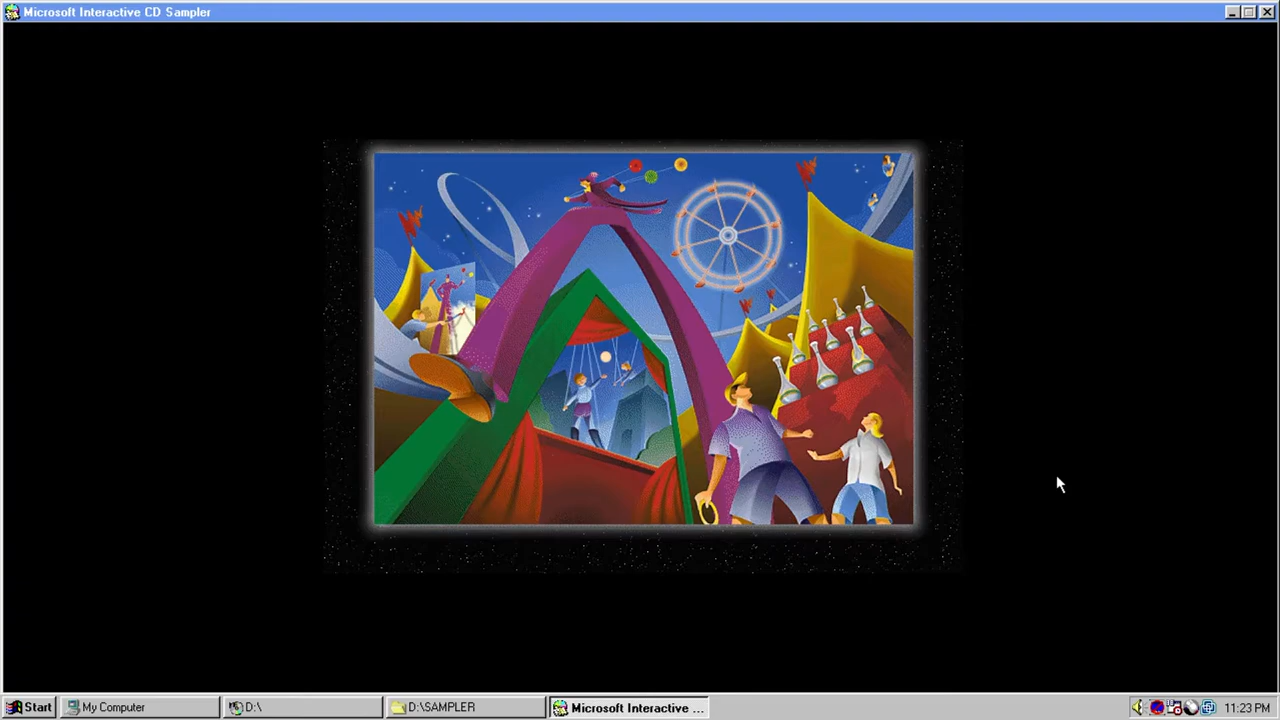 Microsoft Interactive CD Sampler
Start
My Computer
D:\
D:\SAMPLER
Microsoft Interactive ...
11:23 PM